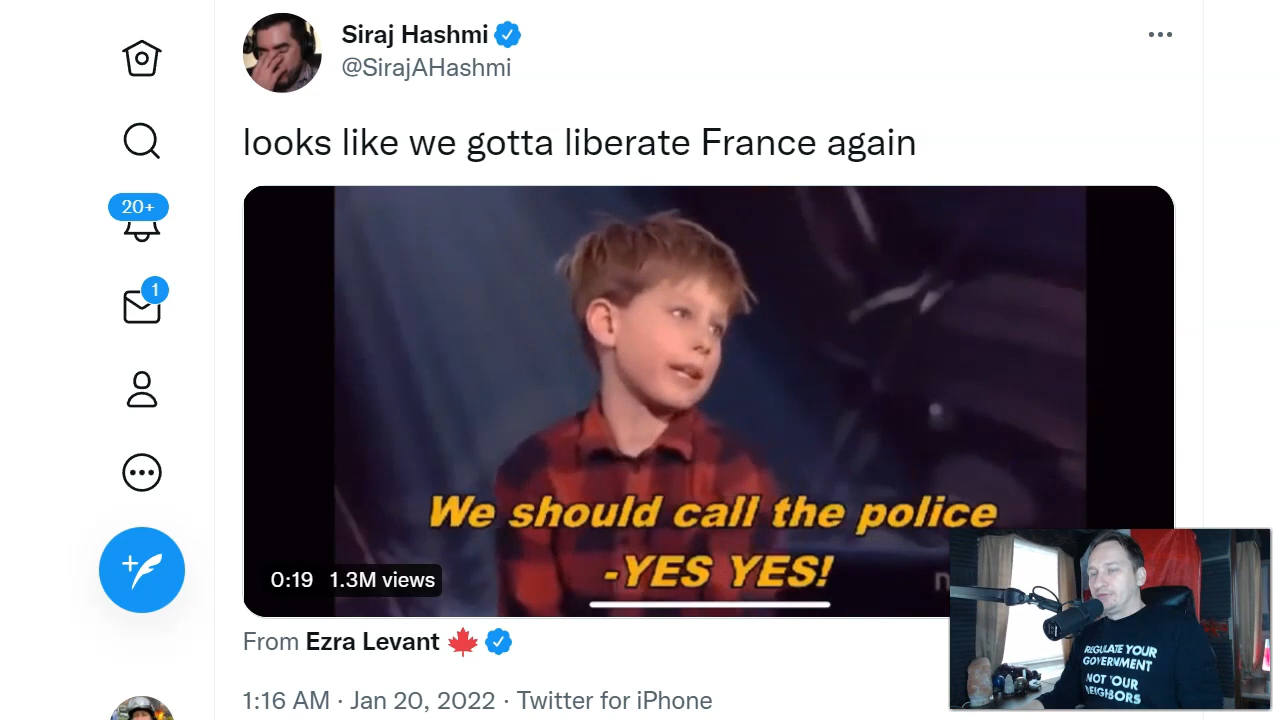 Siraj Hashmi
@SirajAHashmi
looks like we gotta liberate France again
20+
1
We should call the police
-YES YES!
0:19 1.3M views
From Ezra Levant
1:16 AM · Jan 20, 2022 · Twitter for iPhone
REGULATE YOUR
GOVERNMENT
NOT YOUR
NEIGHBORS